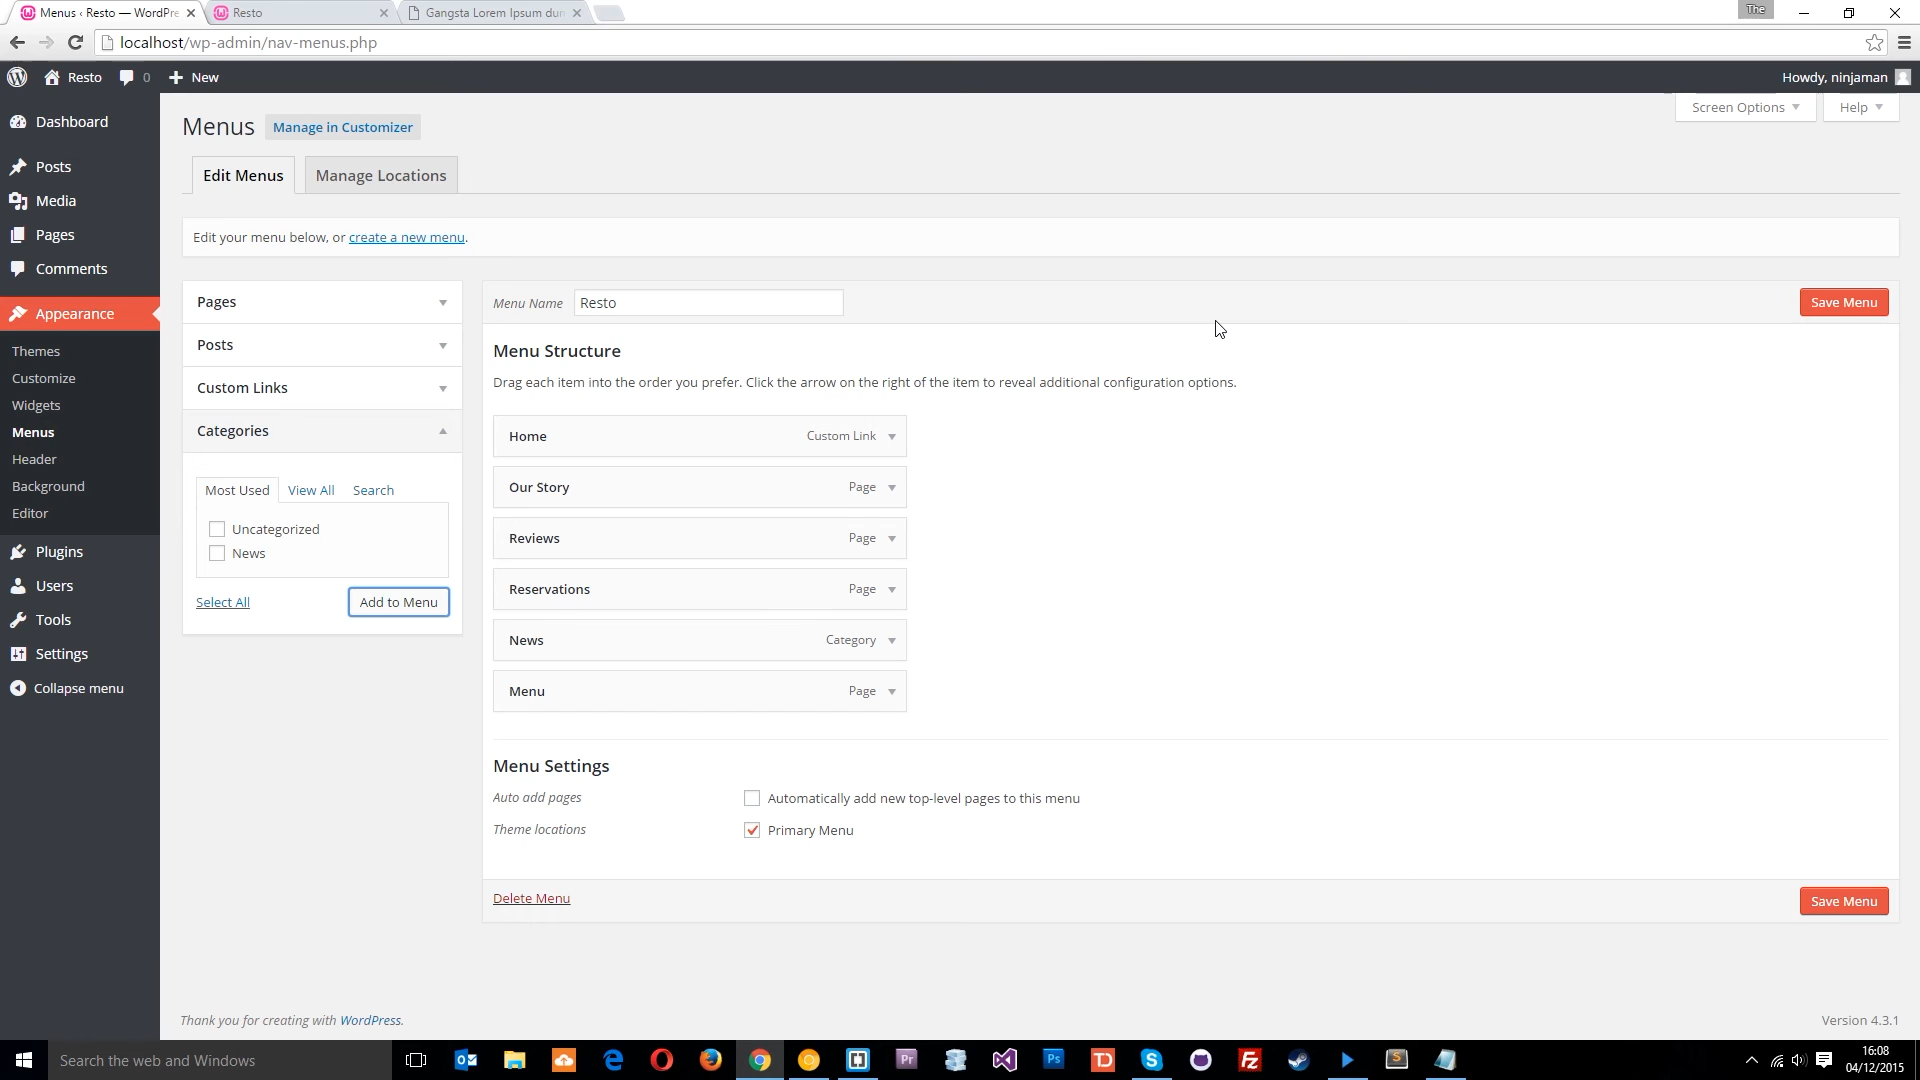 Menus ‹ Resto — WordPre
Resto
Gangsta Lorem Ipsum dum
The
localhost/wp-admin/nav-menus.php
Resto
0
New
Howdy, ninjaman
Dashboard
Posts
Media
Pages
Comments
Appearance
Themes
Customize
Widgets
Menus
Header
Background
Editor
Plugins
Users
Tools
Settings
Collapse menu
Screen Options
Help
Menus
Manage in Customizer
Edit Menus
Manage Locations
Edit your menu below, or create a new menu.
Pages
Posts
Custom Links
Categories
Most Used
View All
Search
Uncategorized
News
Select All
Add to Menu
Menu Name
Resto
Save Menu
Menu Structure
Drag each item into the order you prefer. Click the arrow on the right of the item to reveal additional configuration options.
Home
Custom Link
Our Story
Page
Reviews
Page
Reservations
Page
News
Category
Menu
Page
Menu Settings
Auto add pages
Automatically add new top-level pages to this menu
Theme locations
Primary Menu
Delete Menu
Save Menu
Thank you for creating with WordPress.
Version 4.3.1
Search the web and Windows
Pr
Ps
TD
16:08
04/12/2015